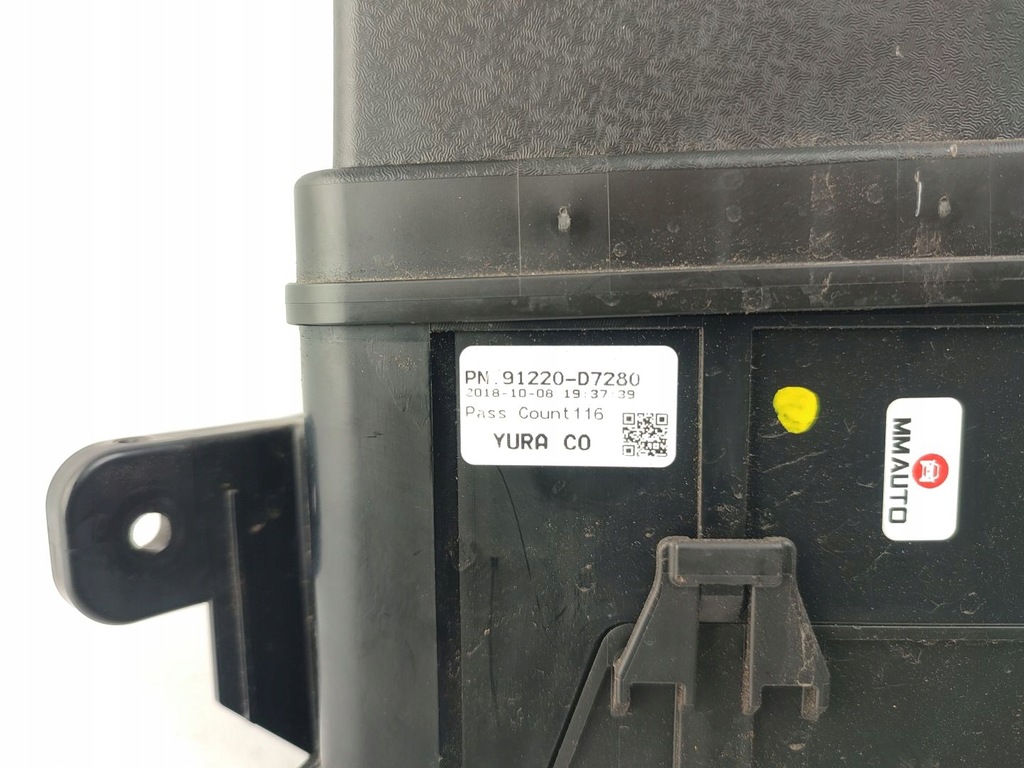 PN.91220-D7280
2018-10-08 19:37:39
Pass Count116
YURA CO
MMAUTO